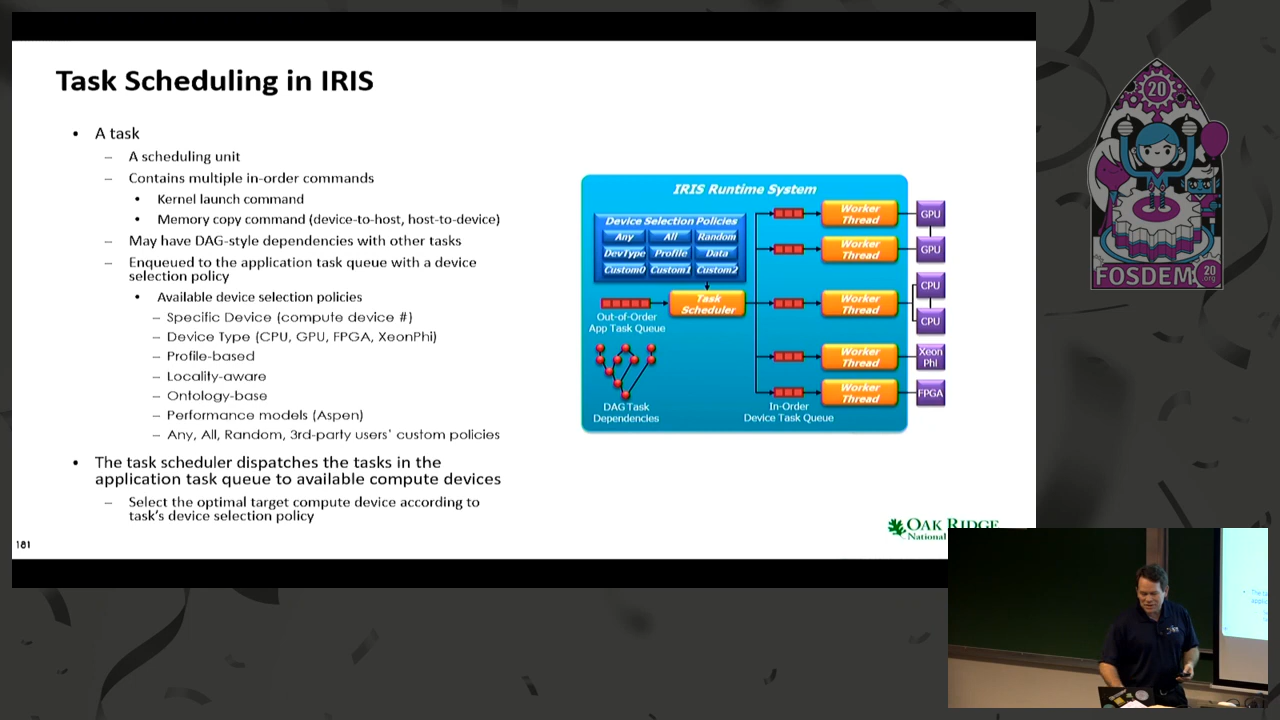 Task Scheduling in IRIS
• A task
– A scheduling unit
– Contains multiple in-order commands
• Kernel launch command
• Memory copy command (device-to-host, host-to-device)
– May have DAG-style dependencies with other tasks
– Enqueued to the application task queue with a device
selection policy
• Available device selection policies
– Specific Device (compute device #)
– Device Type (CPU, GPU, FPGA, XeonPhi)
– Profile-based
– Locality-aware
– Ontology-base
– Performance models (Aspen)
– Any, All, Random, 3rd-party users' custom policies
• The task scheduler dispatches the tasks in the
application task queue to available compute devices
– Select the optimal target compute device according to
task's device selection policy
181
IRIS Runtime System
Device Selection Policies
Any All Random
DevType Profile Data
Custom0 Custom1 Custom2
Task
Scheduler
Out-of-Order
App Task Queue
DAG Task
Dependencies
In-Order
Device Task Queue
Worker
Thread
Worker
Thread
Worker
Thread
Worker
Thread
Worker
Thread
GPU
GPU
CPU
CPU
Xeon
Phi
FPGA
OAK RIDGE
National
20
FOSDEM
20
.org